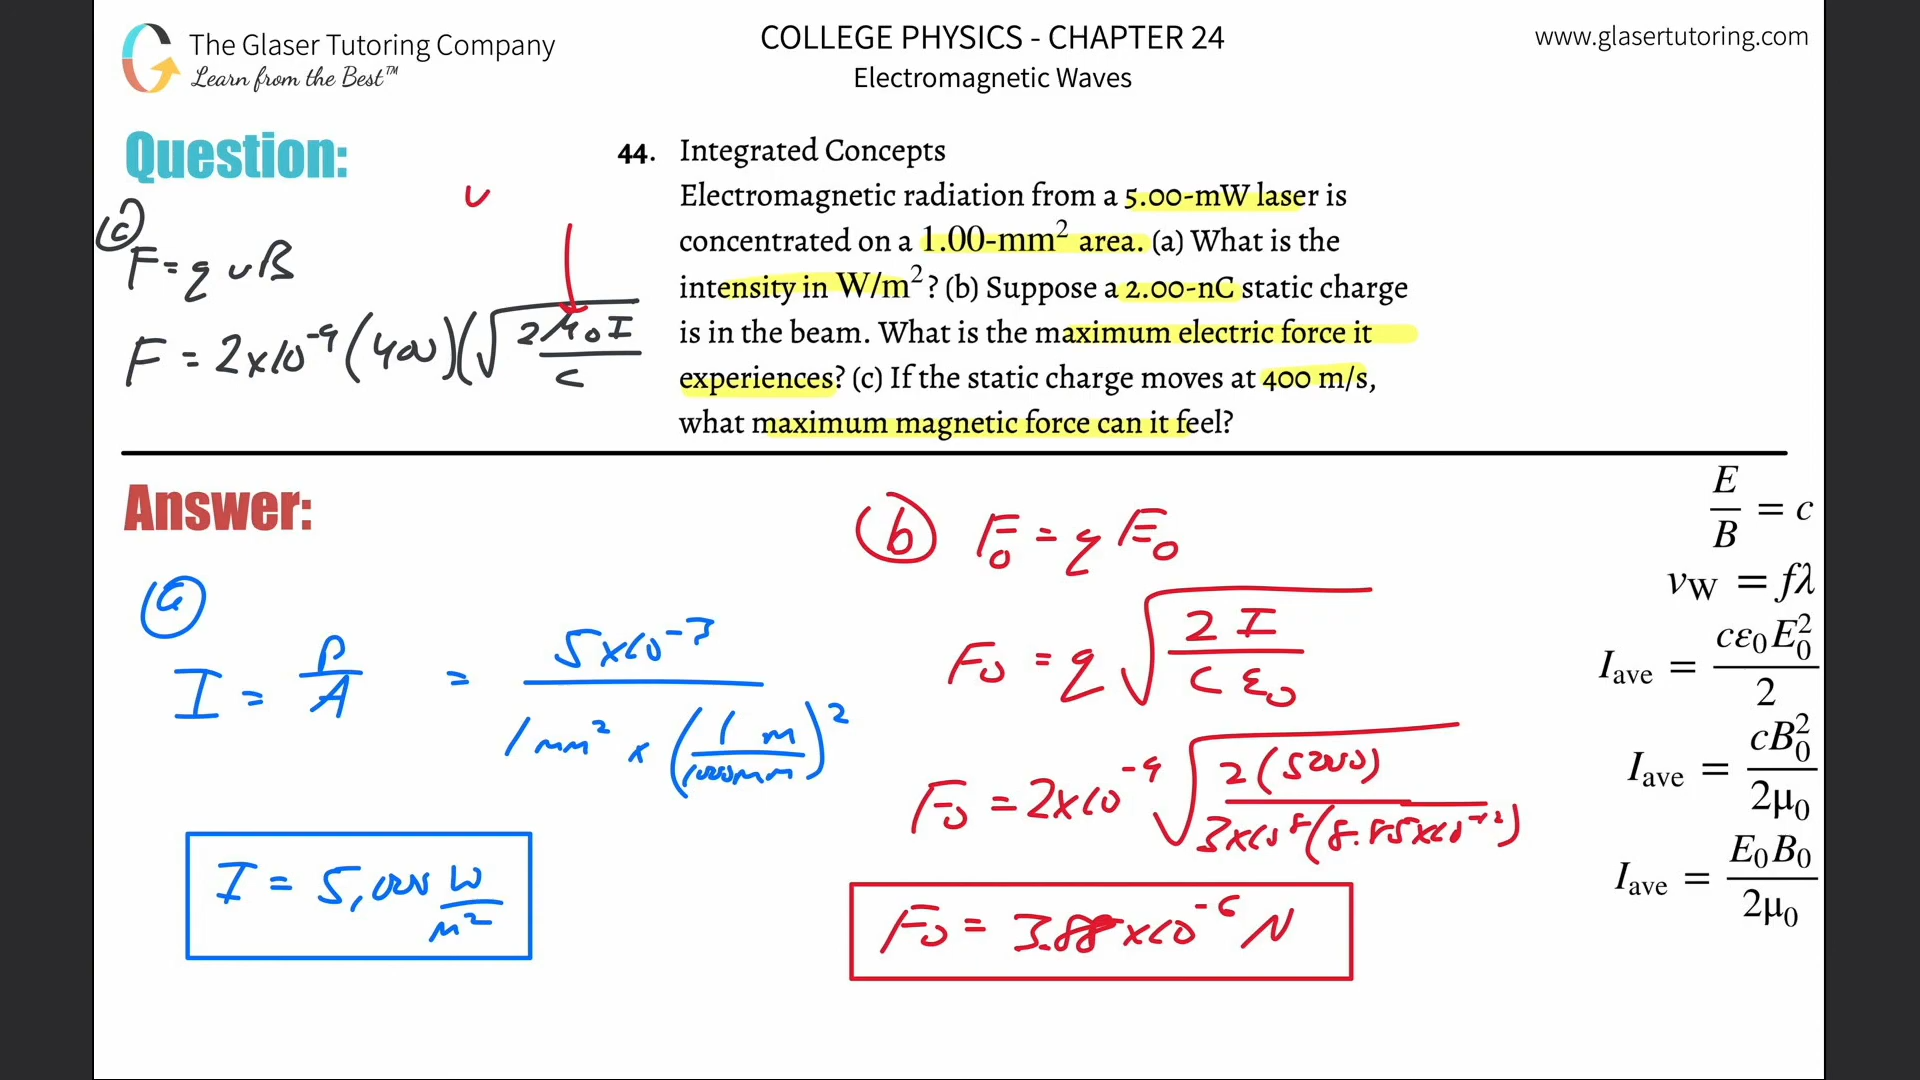 The Glaser Tutoring Company
Learn from the Best™
COLLEGE PHYSICS - CHAPTER 24
Electromagnetic Waves
www.glasertutoring.com
Question:
44. Integrated Concepts
Electromagnetic radiation from a 5.00-mW laser is
concentrated on a 1.00-mm² area. (a) What is the
intensity in W/m²? (b) Suppose a 2.00-nC static charge
is in the beam. What is the maximum electric force it
experiences? (c) If the static charge moves at 400 m/s,
what maximum magnetic force can it feel?
(c)
F = qvB
F = 2x10⁻⁹(400)(√(2μ₀I/c)
Answer:
(a)
I = P/A = 5x10⁻³ / 1mm² x (1 m/1000mm)²
I = 5,000 W/m²
(b) F₀ = qE₀
F₀ = q√(2I/cε₀)
F₀ = 2x10⁻⁹√(2(5000)/3x10⁸(8.85x10⁻¹²))
F₀ = 3.88x10⁻⁶ N
E/B = c
v_W = fλ
I_ave = cε₀E₀²/2
I_ave = cB₀²/2μ₀
I_ave = E₀B₀/2μ₀